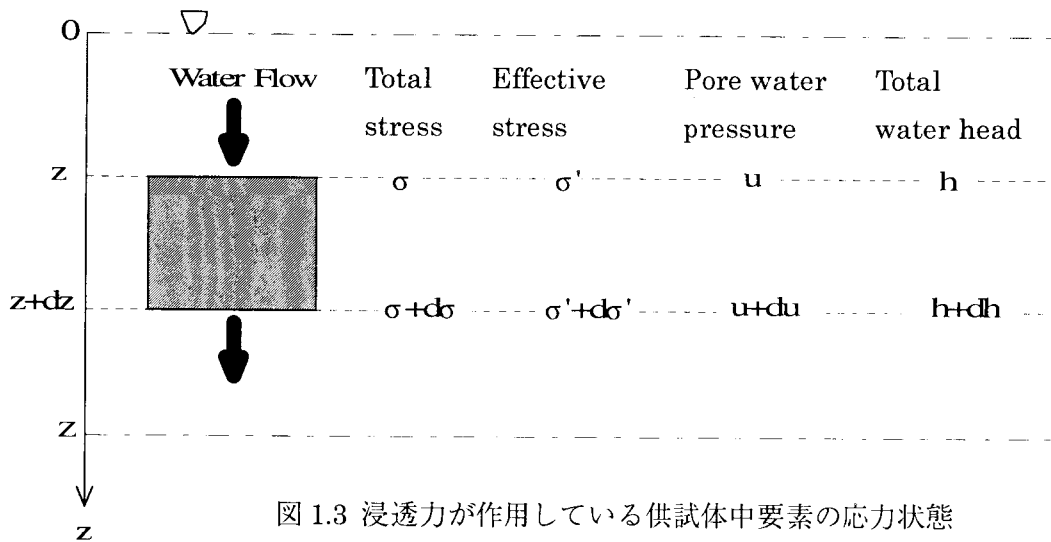 0
Water Flow Total stress Effective stress Pore water pressure Total water head
z σ σ' u h
z+dz σ+dσ σ'+dσ' u+du h+dh
z
z
図 1.3 浸透力が作用している供試体中要素の応力状態